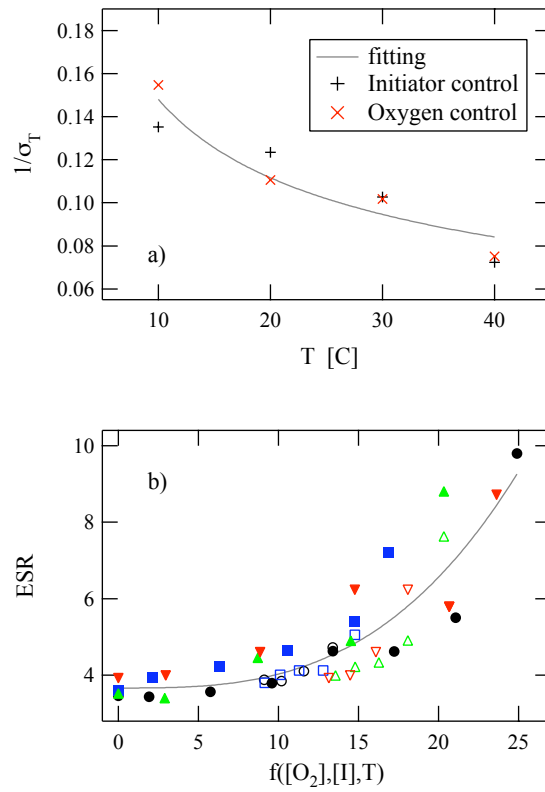 a)
0.18
0.16
0.14
0.12
0.10
0.08
0.06
1/σT
fitting
Initiator control
Oxygen control
10
20
30
40
T [C]
b)
10
8
6
4
ESR
0
5
10
15
20
25
f([O2],[I],T)